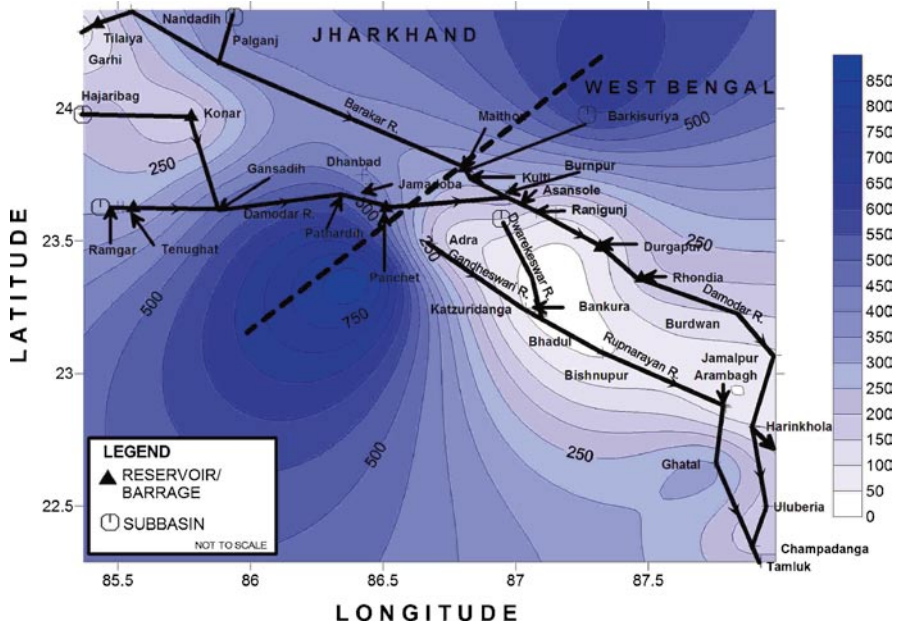 Nandadih
JHARKHAND
Tilaiya
Palganj
Garhi
WEST BENGAL
Hajaribag
24
Konar
Barakar R.
Maithon
Barkisuriya
500
250
Dhanbad
Burnpur
Gansadih
Jamadoba
Kulti
Asansole
500
Damodar R.
Ranigunj
Pathardih
Ramgar
Tenughat
Panchet
23.5
Adra
250
Dwarekeswar R.
Durgapur
250
Gandheswari R.
Rhondia
500
750
Katzuridanga
Bankura
Damodar R.
Burdwan
Bhadul
Rupnarayan R.
Jamalpur
23
Bishnupur
Arambagh
Harinkhola
500
250
Ghatal
22.5
Uluberia
Champadanga
Tamluk
LEGEND
RESERVOIR/
BARRAGE
SUBBASIN
NOT TO SCALE
850
800
750
700
650
600
550
500
450
400
350
300
250
200
150
100
50
0
85.5
86
86.5
87
87.5
LATITUDE
LONGITUDE